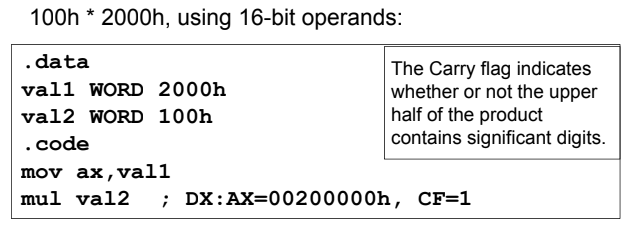 100h * 2000h, using 16-bit operands:
.data
val1 WORD 2000h
val2 WORD 100h
.code
mov ax,val1
mul val2 ; DX:AX=00200000h, CF=1
The Carry flag indicates
whether or not the upper
half of the product
contains significant digits.